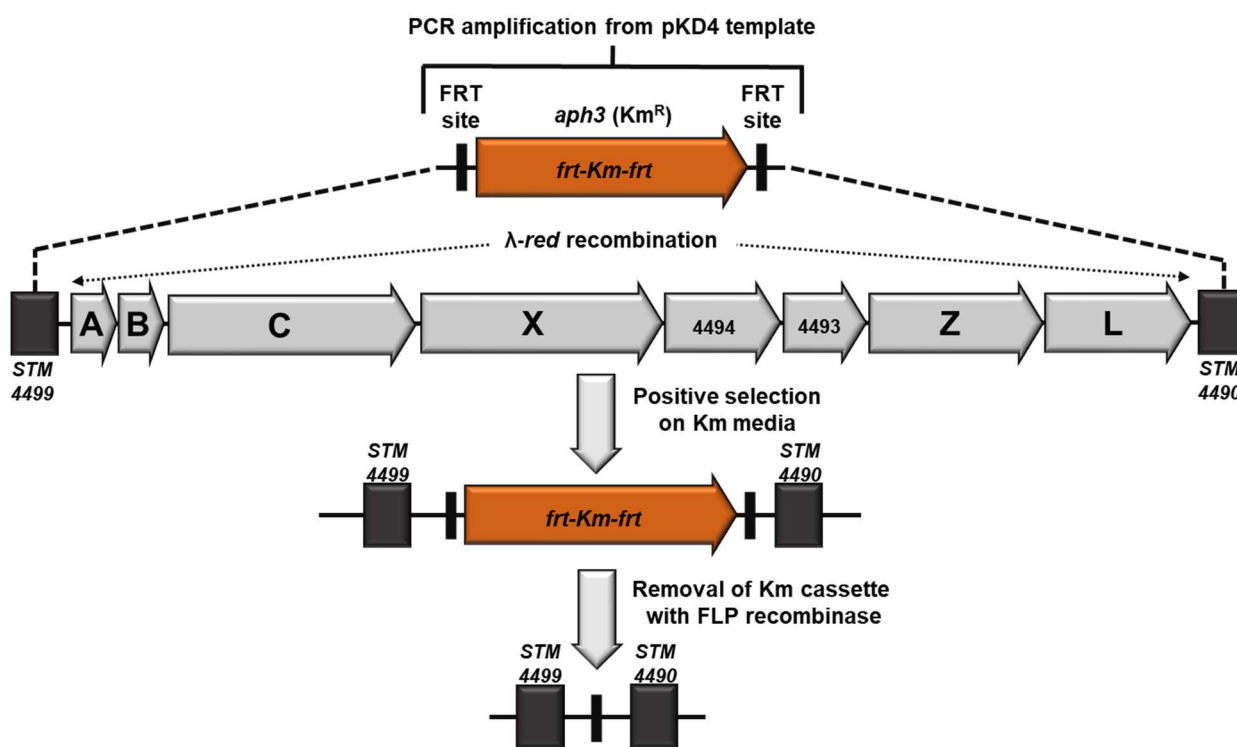 PCR amplification from pKD4 template
FRT
site
aph3 (KmR)
FRT
site
frt-Km-frt
λ-red recombination
A
B
C
X
4494
4493
Z
L
STM
4499
STM
4490
Positive selection
on Km media
STM
4499
STM
4490
frt-Km-frt
Removal of Km cassette
with FLP recombinase
STM
4499
STM
4490